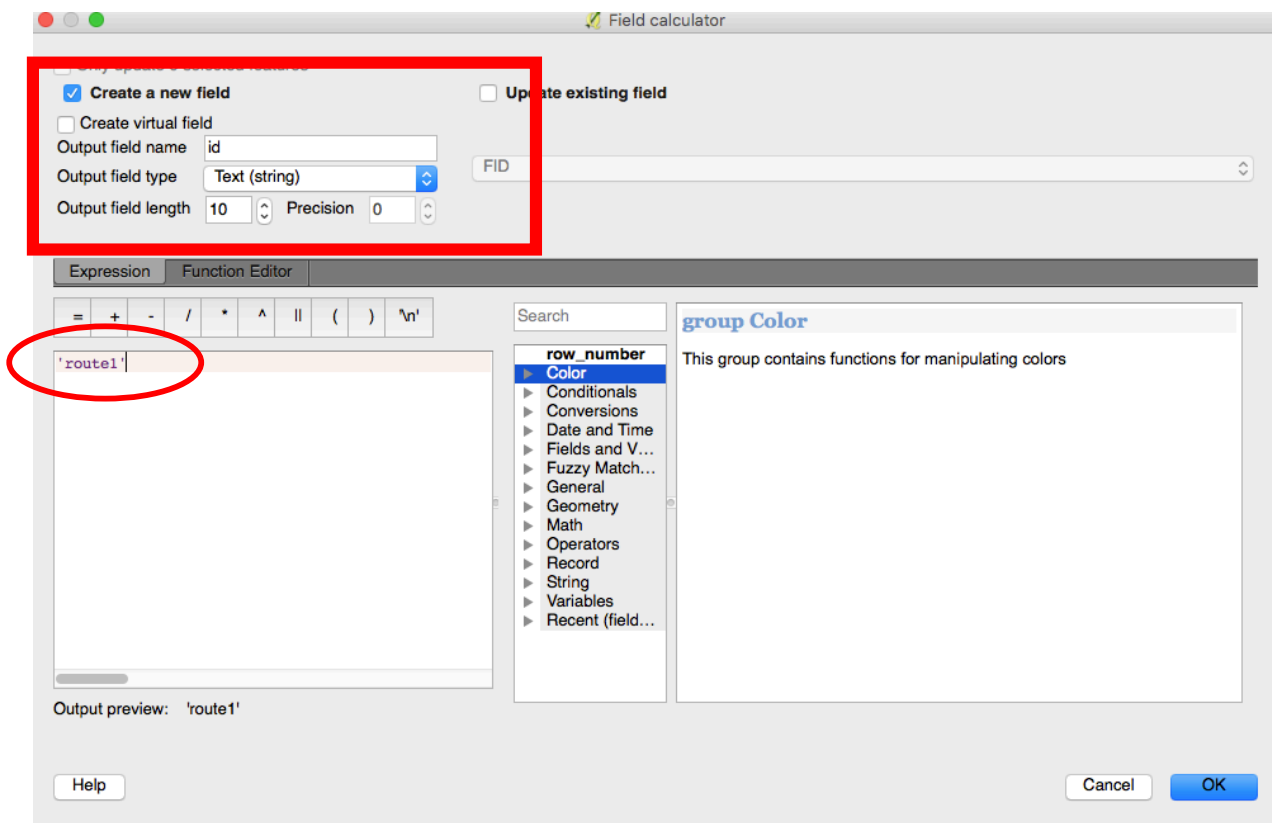 Field calculator
Create a new field
Update existing field
Create virtual field
Output field name id
FID
Output field type Text (string)
Output field length 10 Precision 0
Expression Function Editor
= + - / * ^ || ( ) '\n'
Search
group Color
'route1'
row_number
This group contains functions for manipulating colors
Color
Conditionals
Conversions
Date and Time
Fields and V...
Fuzzy Match...
General
Geometry
Math
Operators
Record
String
Variables
Recent (field...
Output preview: 'route1'
Help Cancel OK